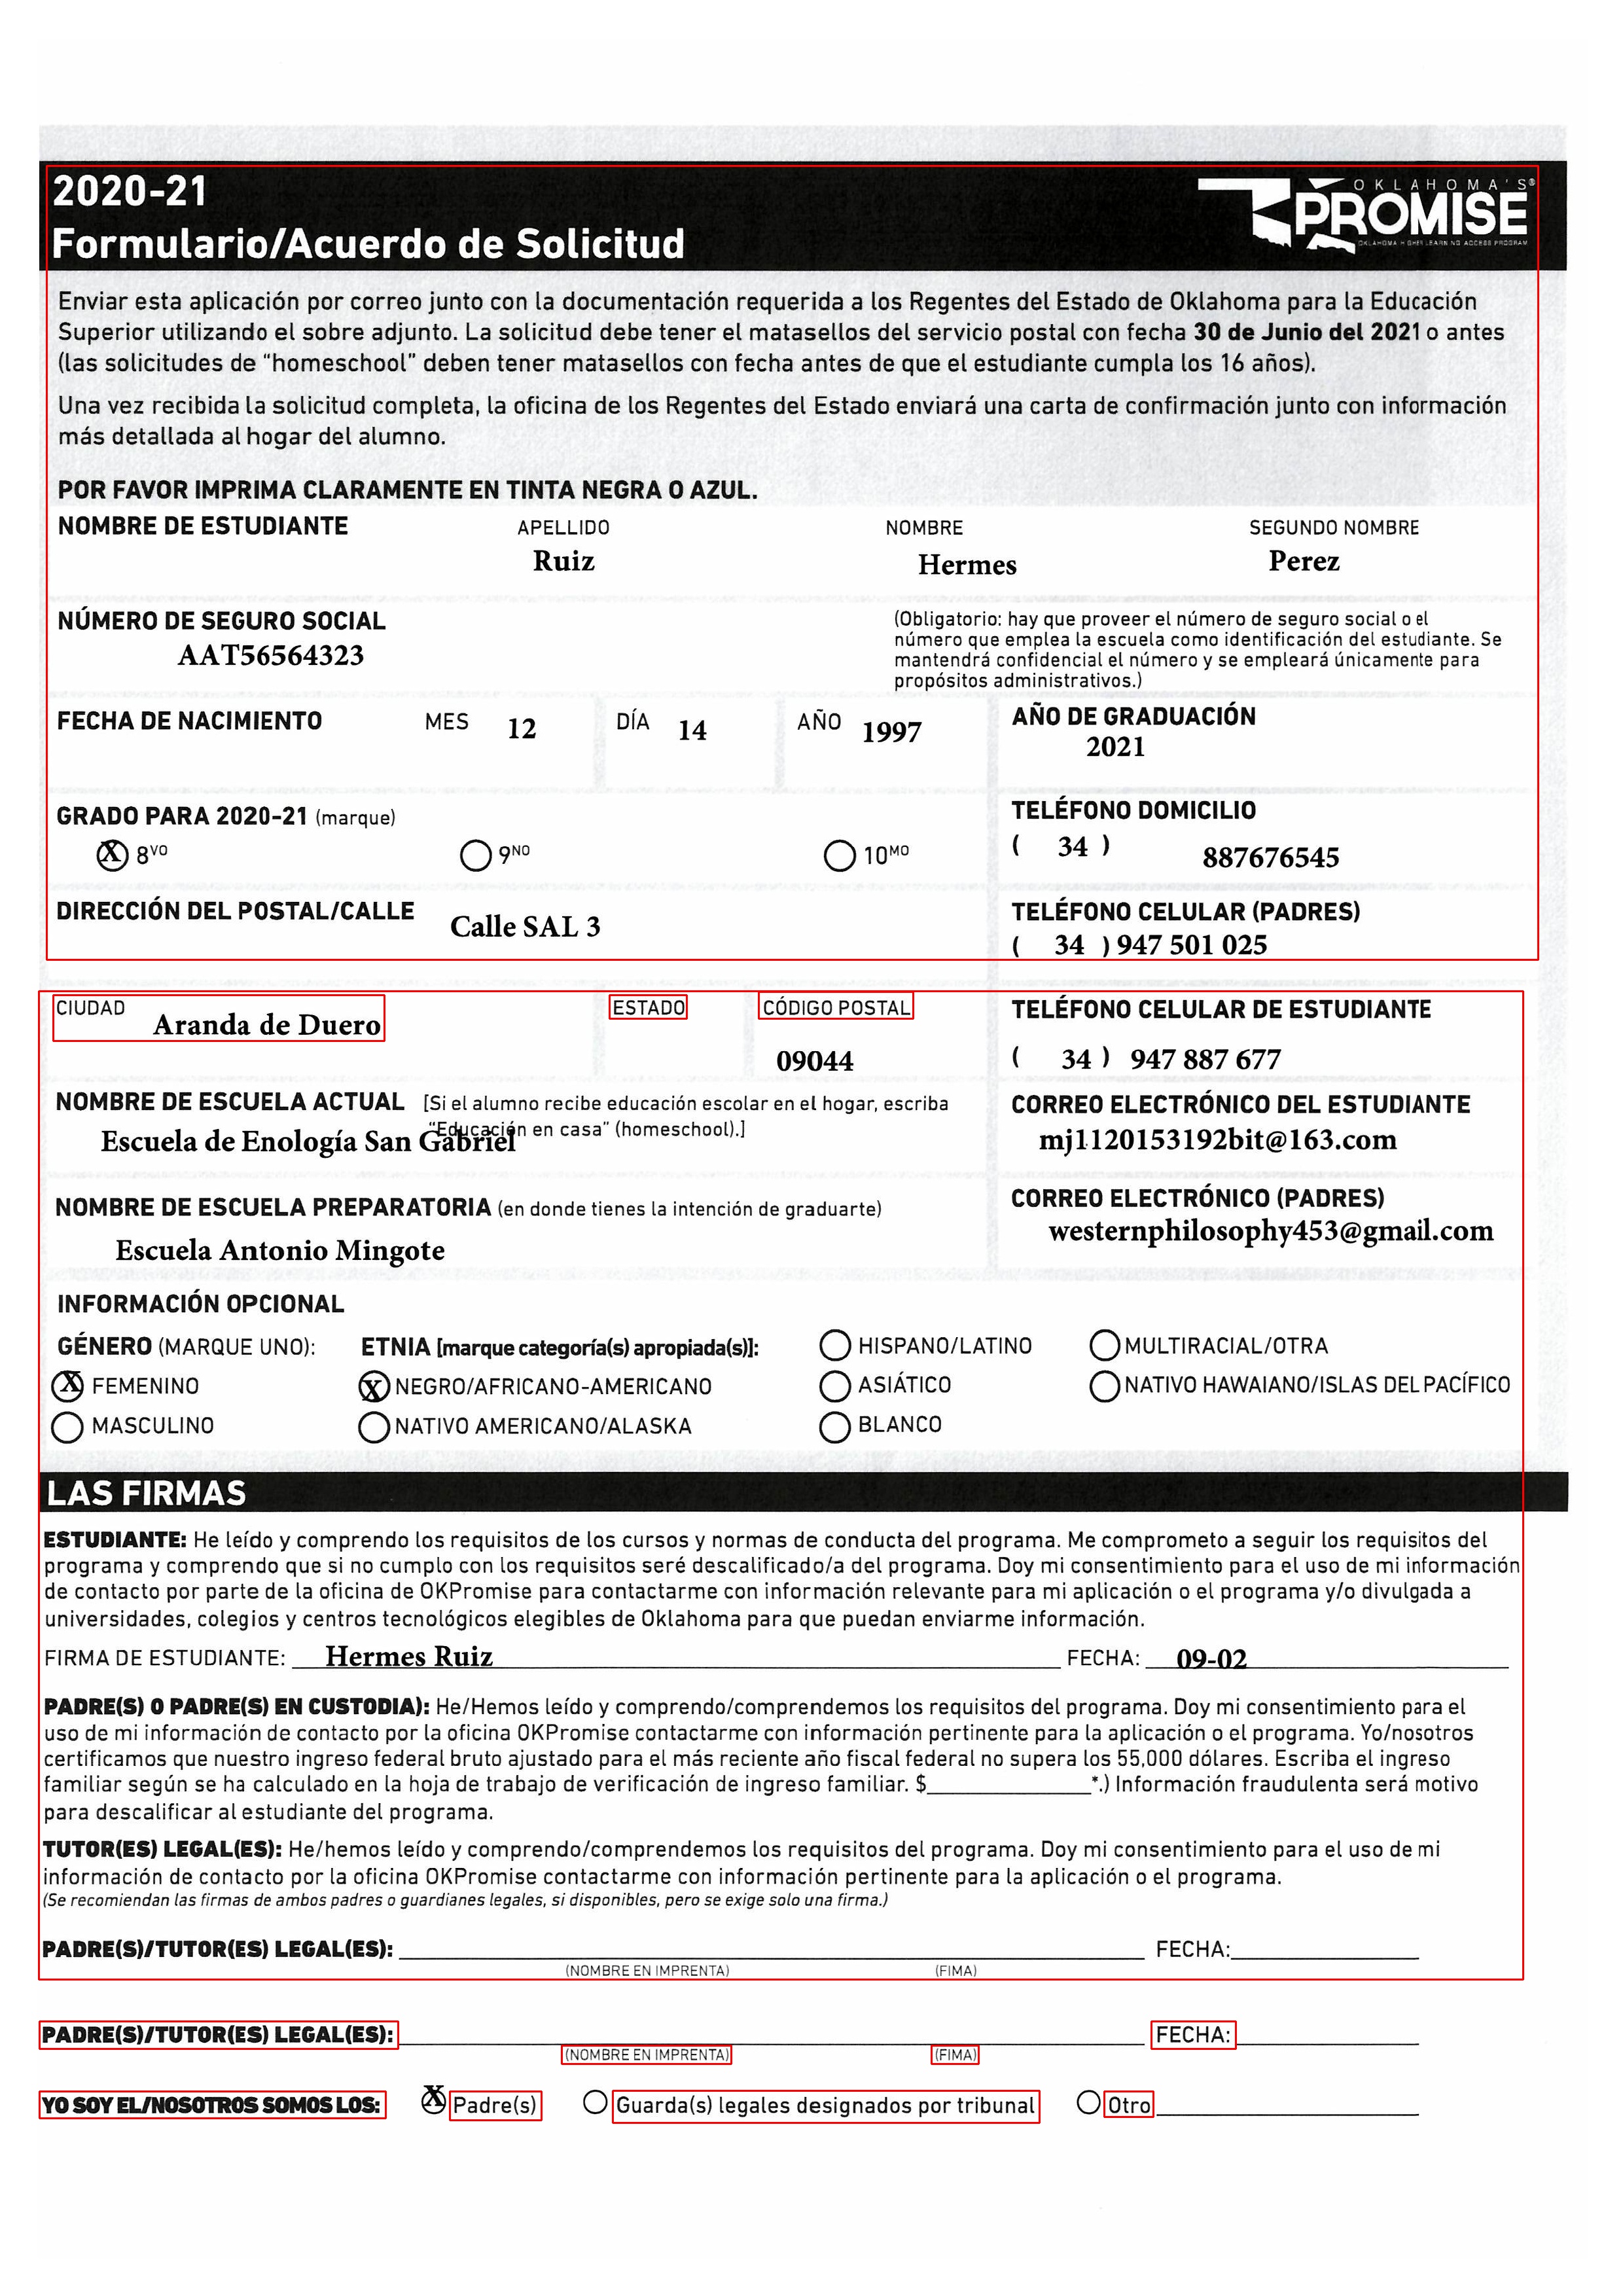 2020-21
OKLAHOMA'S®
PROMISE
OKLAHOMA HIGHER LEARNING ACCESS PROGRAM
Formulario/Acuerdo de Solicitud
Enviar esta aplicación por correo junto con la documentación requerida a los Regentes del Estado de Oklahoma para la Educación
Superior utilizando el sobre adjunto. La solicitud debe tener el matasellos del servicio postal con fecha 30 de Junio del 2021 o antes
(las solicitudes de "homeschool" deben tener matasellos con fecha antes de que el estudiante cumpla los 16 años).
Una vez recibida la solicitud completa, la oficina de los Regentes del Estado enviará una carta de confirmación junto con información
más detallada al hogar del alumno.
POR FAVOR IMPRIMA CLARAMENTE EN TINTA NEGRA O AZUL.
NOMBRE DE ESTUDIANTE APELLIDO NOMBRE SEGUNDO NOMBRE
Ruiz Hermes Perez
NÚMERO DE SEGURO SOCIAL
AAT56564323
(Obligatorio: hay que proveer el número de seguro social o el
número que emplea la escuela como identificación del estudiante. Se
mantendrá confidencial el número y se empleará únicamente para
propósitos administrativos.)
FECHA DE NACIMIENTO MES 12 DÍA 14 AÑO 1997
AÑO DE GRADUACIÓN
2021
GRADO PARA 2020-21 (marque)
X 8VO 9NO 10MO
TELÉFONO DOMICILIO
( 34 ) 887676545
DIRECCIÓN DEL POSTAL/CALLE Calle SAL 3
TELÉFONO CELULAR (PADRES)
( 34 ) 947 501 025
CIUDAD Aranda de Duero ESTADO CÓDIGO POSTAL
09044
TELÉFONO CELULAR DE ESTUDIANTE
( 34 ) 947 887 677
NOMBRE DE ESCUELA ACTUAL [Si el alumno recibe educación escolar en el hogar, escriba
"Educación en casa" (homeschool).]
Escuela de Enología San Gabriel
CORREO ELECTRÓNICO DEL ESTUDIANTE
mj1120153192bit@163.com
NOMBRE DE ESCUELA PREPARATORIA (en donde tienes la intención de graduarte)
Escuela Antonio Mingote
CORREO ELECTRÓNICO (PADRES)
westernphilosophy453@gmail.com
INFORMACIÓN OPCIONAL
GÉNERO (MARQUE UNO): ETNIA [marque categoría(s) apropiada(s)]: HISPANO/LATINO MULTIRACIAL/OTRA
X FEMENINO X NEGRO/AFRICANO-AMERICANO ASIÁTICO NATIVO HAWAIANO/ISLAS DEL PACÍFICO
MASCULINO NATIVO AMERICANO/ALASKA BLANCO
LAS FIRMAS
ESTUDIANTE: He leído y comprendo los requisitos de los cursos y normas de conducta del programa. Me comprometo a seguir los requisitos del
programa y comprendo que si no cumplo con los requisitos seré descalificado/a del programa. Doy mi consentimiento para el uso de mi información
de contacto por parte de la oficina de OKPromise para contactarme con información relevante para mi aplicación o el programa y/o divulgada a
universidades, colegios y centros tecnológicos elegibles de Oklahoma para que puedan enviarme información.
FIRMA DE ESTUDIANTE: Hermes Ruiz FECHA: 09-02
PADRE(S) O PADRE(S) EN CUSTODIA): He/Hemos leído y comprendo/comprendemos los requisitos del programa. Doy mi consentimiento para el
uso de mi información de contacto por la oficina OKPromise contactarme con información pertinente para la aplicación o el programa. Yo/nosotros
certificamos que nuestro ingreso federal bruto ajustado para el más reciente año fiscal federal no supera los 55,000 dólares. Escriba el ingreso
familiar según se ha calculado en la hoja de trabajo de verificación de ingreso familiar. $____________*.) Información fraudulenta será motivo
para descalificar al estudiante del programa.
TUTOR(ES) LEGAL(ES): He/hemos leído y comprendo/comprendemos los requisitos del programa. Doy mi consentimiento para el uso de mi
información de contacto por la oficina OKPromise contactarme con información pertinente para la aplicación o el programa.
(Se recomiendan las firmas de ambos padres o guardianes legales, si disponibles, pero se exige solo una firma.)
PADRE(S)/TUTOR(ES) LEGAL(ES): FECHA:
(NOMBRE EN IMPRENTA) (FIMA)
PADRE(S)/TUTOR(ES) LEGAL(ES): FECHA:
(NOMBRE EN IMPRENTA) (FIMA)
YO SOY EL/NOSOTROS SOMOS LOS: X Padre(s) Guarda(s) legales designados por tribunal Otro